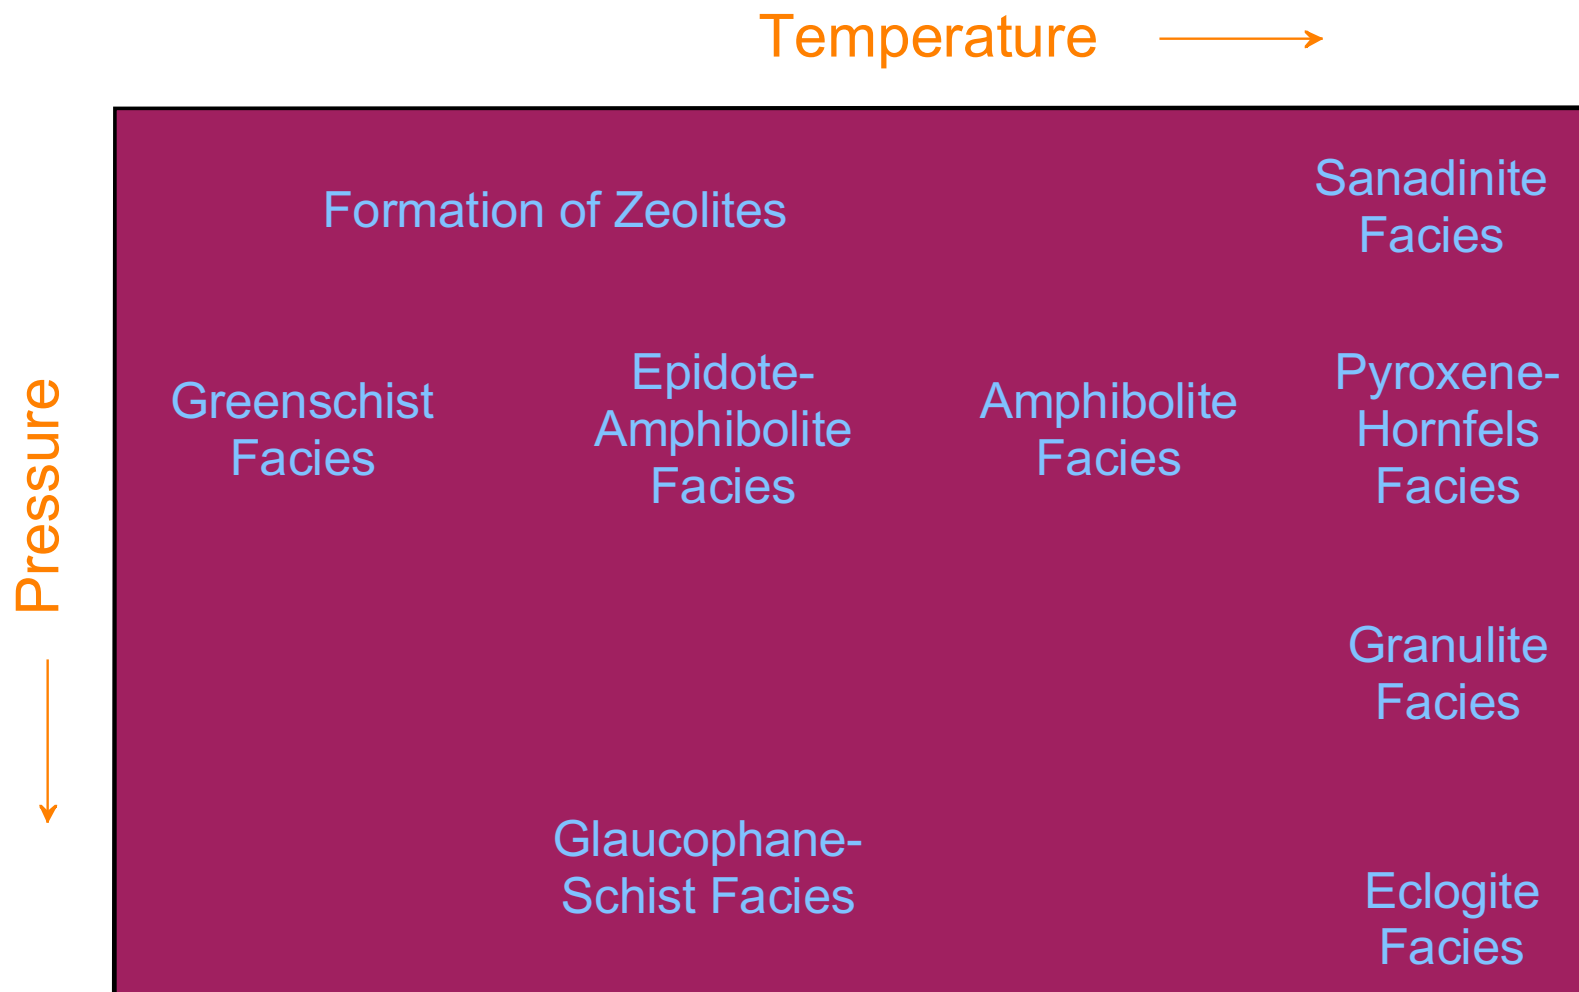 Temperature
Pressure
Formation of Zeolites
Sanadinite
Facies
Greenschist
Facies
Epidote-
Amphibolite
Facies
Amphibolite
Facies
Pyroxene-
Hornfels
Facies
Granulite
Facies
Glaucophane-
Schist Facies
Eclogite
Facies